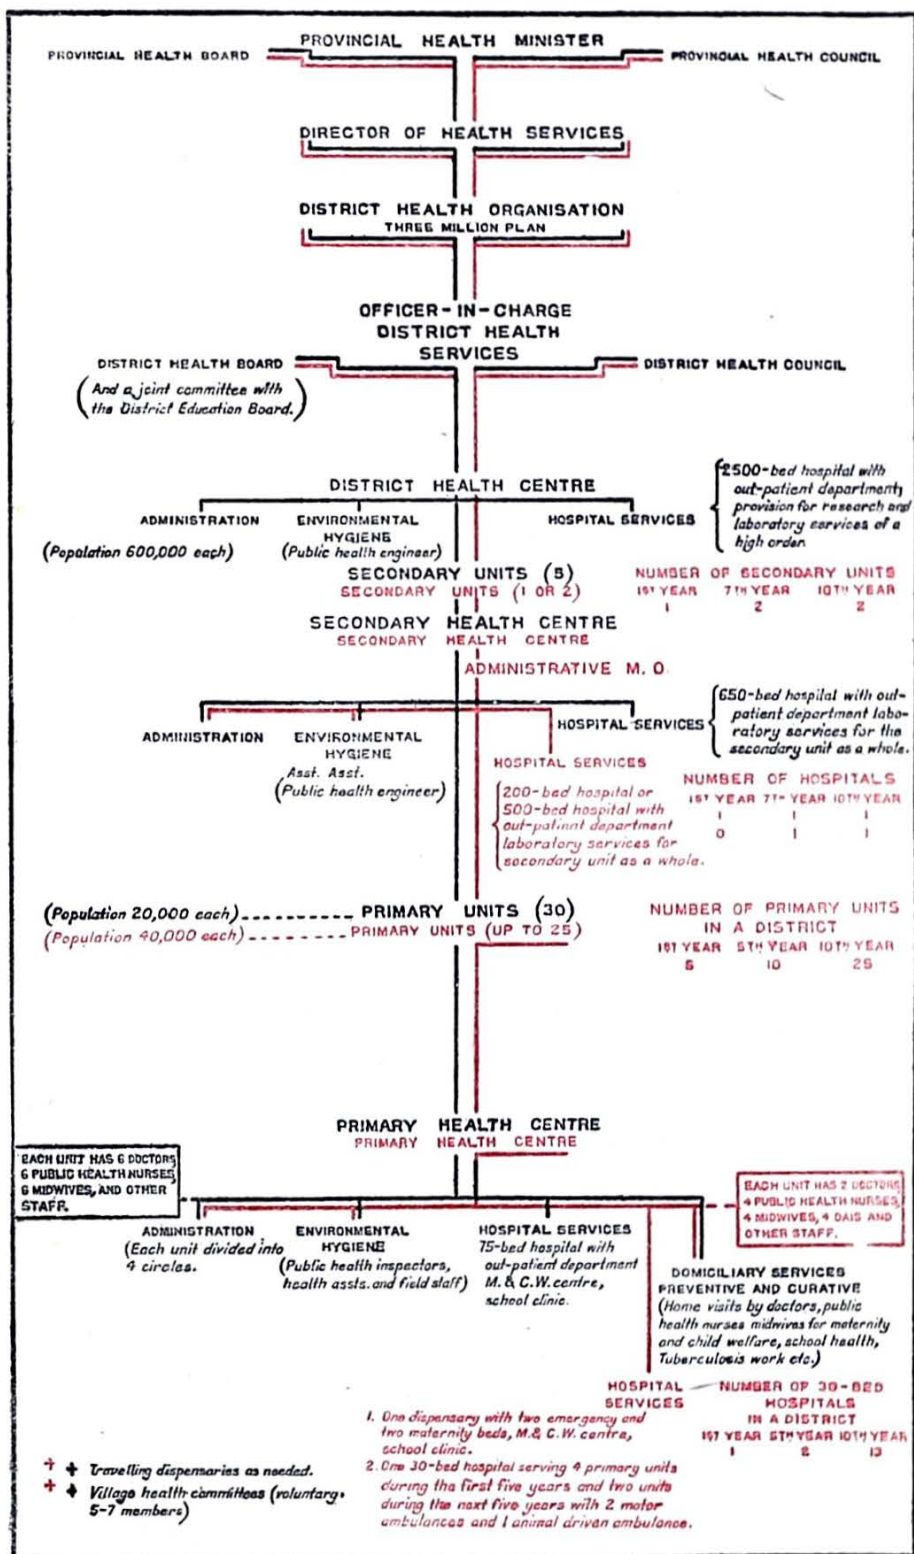 PROVINCIAL HEALTH MINISTER
PROVINCIAL HEALTH BOARD
PROVINCIAL HEALTH COUNCIL
DIRECTOR OF HEALTH SERVICES
DISTRICT HEALTH ORGANISATION
THREE MILLION PLAN
OFFICER-IN-CHARGE
DISTRICT HEALTH
SERVICES
DISTRICT HEALTH BOARD
(And a joint committee with
the District Education Board.)
DISTRICT HEALTH COUNCIL
DISTRICT HEALTH CENTRE
ADMINISTRATION
(Population 600,000 each)
ENVIRONMENTAL
HYGIENE
(Public health engineer)
HOSPITAL SERVICES
2500-bed hospital with
out-patient department,
provision for research and
laboratory services of a
high order.
SECONDARY UNITS (5)
SECONDARY UNITS (1 OR 2)
NUMBER OF SECONDARY UNITS
1ST YEAR 7TH YEAR 10TH YEAR
1 2 2
SECONDARY HEALTH CENTRE
SECONDARY HEALTH CENTRE
ADMINISTRATIVE M.O.
ADMINISTRATION
ENVIRONMENTAL
HYGIENE
Asst. Asst.
(Public health engineer)
HOSPITAL SERVICES
650-bed hospital with out-
patient department labo-
ratory services for the
secondary unit as a whole.
HOSPITAL SERVICES
200-bed hospital or
500-bed hospital with
out-patinnt department
laboratory services for
secondary unit as a whole.
NUMBER OF HOSPITALS
1ST YEAR 7TH YEAR 10TH YEAR
1 1 1
0 1 1
(Population 20,000 each)........ PRIMARY UNITS (30)
(Population 40,000 each)........ PRIMARY UNITS (UP TO 25)
NUMBER OF PRIMARY UNITS
IN A DISTRICT
1ST YEAR 5TH YEAR 10TH YEAR
5 10 25
PRIMARY HEALTH CENTRE
PRIMARY HEALTH CENTRE
EACH UNIT HAS 6 DOCTORS,
6 PUBLIC HEALTH NURSES,
6 MIDWIVES, AND OTHER
STAFF.
EACH UNIT HAS 2 DOCTORS,
4 PUBLIC HEALTH NURSES,
4 MIDWIVES, 4 DAIS AND
OTHER STAFF.
ADMINISTRATION
(Each unit divided into
4 circles.
ENVIRONMENTAL
HYGIENE
(Public health inspectors,
health assts. and field staff)
HOSPITAL SERVICES
75-bed hospital with
out-patient department
M. & C.W. centre,
school clinic.
DOMICILIARY SERVICES
PREVENTIVE AND CURATIVE
(Home visits by doctors, public
health nurses midwives for maternity
and child welfare, school health,
Tuberculosis work etc.)
HOSPITAL
SERVICES
1. One dispensary with two emergency and
two maternity beds, M. & C.W. centre,
school clinic.
2. One 30-bed hospital serving 4 primary units
during the first five years and two units
during the next five years with 2 motor
ambulances and 1 animal driven ambulance.
NUMBER OF 30-BED
HOSPITALS
IN A DISTRICT
1ST YEAR 5TH YEAR 10TH YEAR
1 2 13
+ + Travelling dispensaries as needed.
+ + Village health committees (voluntary.
5-7 members)